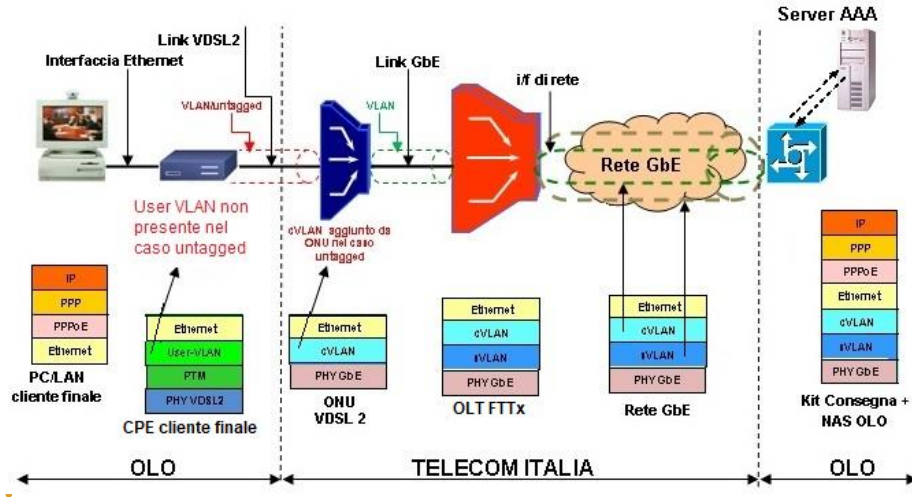 Server AAA
Link VDSL2
Interfaccia Ethernet
Link GbE
i/f di rete
VLAN/untagged
VLAN
Rete GbE
User VLAN non
presente nel
caso untagged
cVLAN aggiunto da
ONU nel caso
untagged
IP
PPP
PPPoE
Ethernet
PC/LAN
cliente finale
Ethernet
User-VLAN
PTM
PHY VDSL2
CPE cliente finale
Ethernet
cVLAN
PHY GbE
ONU
VDSL 2
Ethernet
cVLAN
sVLAN
PHY GbE
OLT FTTx
Ethernet
cVLAN
sVLAN
PHY GbE
Rete GbE
IP
PPP
PPPoE
Ethernet
cVLAN
sVLAN
PHY GbE
Kit Consegna +
NAS OLO
OLO
TELECOM ITALIA
OLO